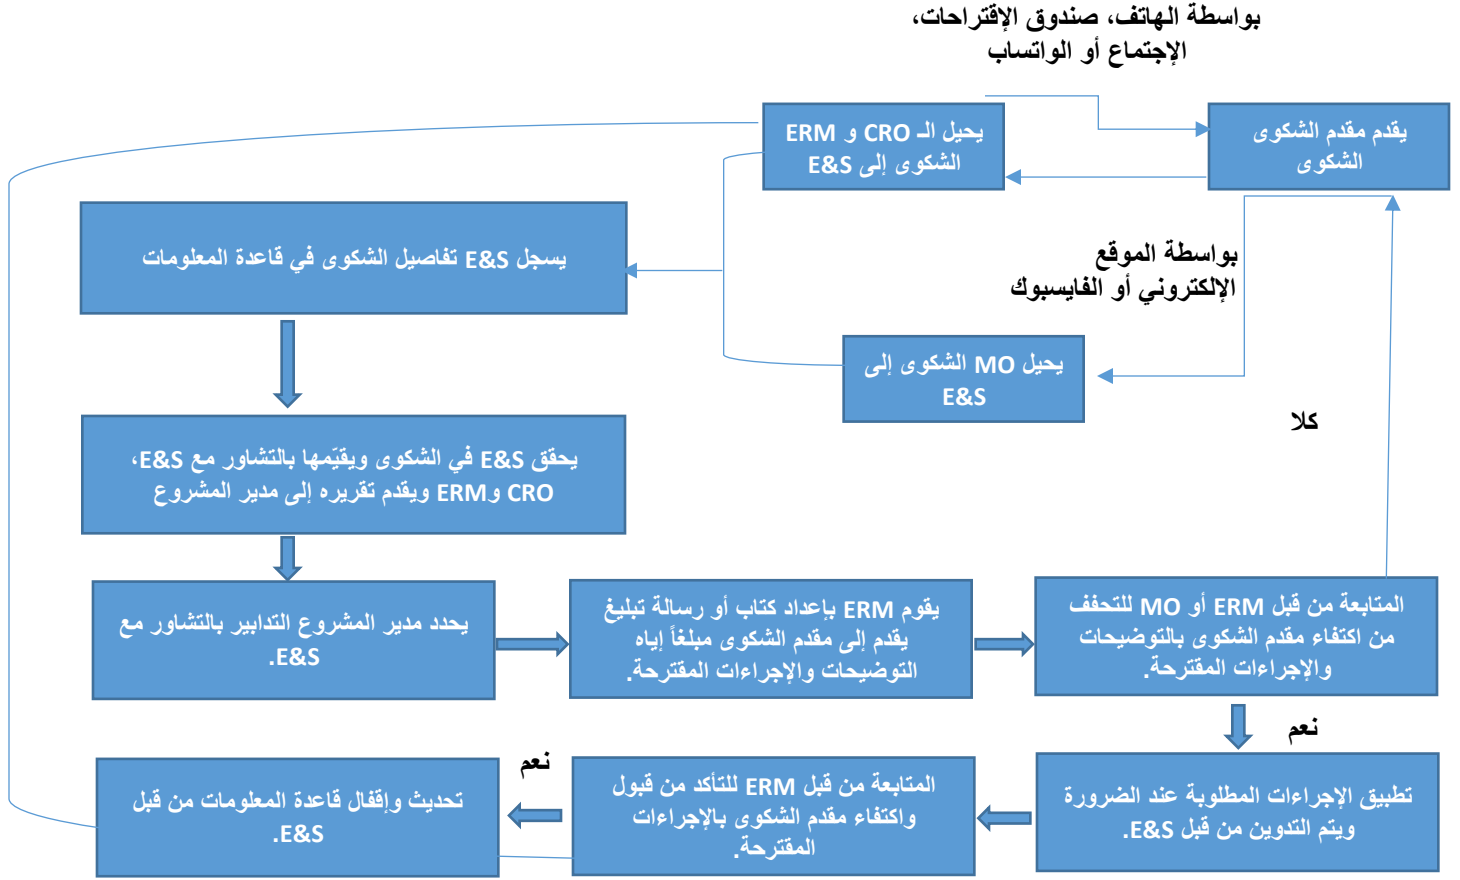 بواسطة الهاتف، صندوق الإقتراحات،
الإجتماع أو الواتساب
يقدم مقدم الشكوى
الشكوى
يحيل الـ CRO و ERM
الشكوى إلى E&S
يسجل E&S تفاصيل الشكوى في قاعدة المعلومات
بواسطة الموقع
الإلكتروني أو الفايسبوك
يحيل MO الشكوى إلى
E&S
كلا
يحقق E&S في الشكوى ويقيّمها بالتشاور مع E&S،
CRO وERM ويقدم تقريره إلى مدير المشروع
يحدد مدير المشروع التدابير بالتشاور مع
E&S.
يقوم ERM بإعداد كتاب أو رسالة تبليغ
يقدم إلى مقدم الشكوى مبلغاً إياه
التوضيحات والإجراءات المقترحة.
المتابعة من قبل ERM أو MO للتحفف
من اكتفاء مقدم الشكوى بالتوضيحات
والإجراءات المقترحة.
نعم
تطبيق الإجراءات المطلوبة عند الضرورة
ويتم التدوين من قبل E&S.
المتابعة من قبل ERM للتأكد من قبول
واكتفاء مقدم الشكوى بالإجراءات
المقترحة.
نعم
تحديث وإقفال قاعدة المعلومات من قبل
E&S.